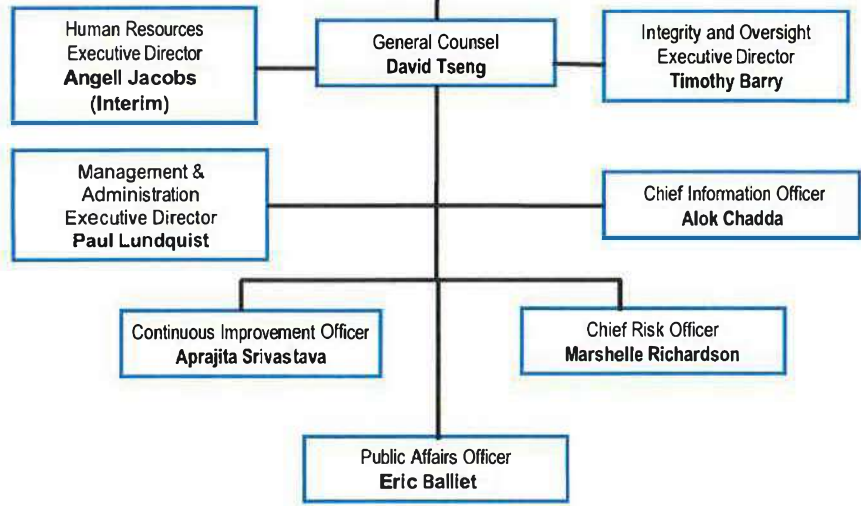 Human Resources
Executive Director
Angell Jacobs
(Interim)
General Counsel
David Tseng
Integrity and Oversight
Executive Director
Timothy Barry
Management &
Administration
Executive Director
Paul Lundquist
Chief Information Officer
Alok Chadda
Continuous Improvement Officer
Aprajita Srivastava
Chief Risk Officer
Marshelle Richardson
Public Affairs Officer
Eric Balliet